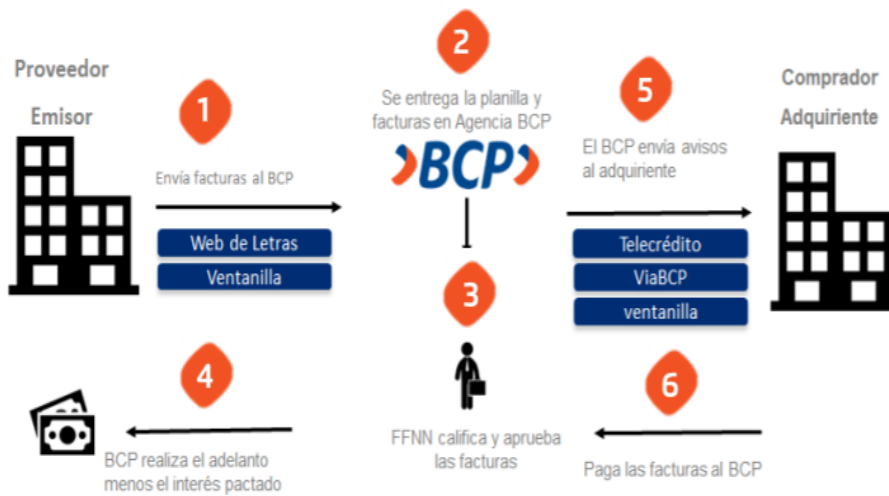 Proveedor
Emisor
1
Envía facturas al BCP
Web de Letras
Ventanilla
2
Se entrega la planilla y
facturas en Agencia BCP
BCP
3
FFNN califica y aprueba
las facturas
4
BCP realiza el adelanto
menos el interés pactado
5
El BCP envía avisos
al adquiriente
Telecrédito
ViaBCP
ventanilla
Comprador
Adquiriente
6
Paga las facturas al BCP